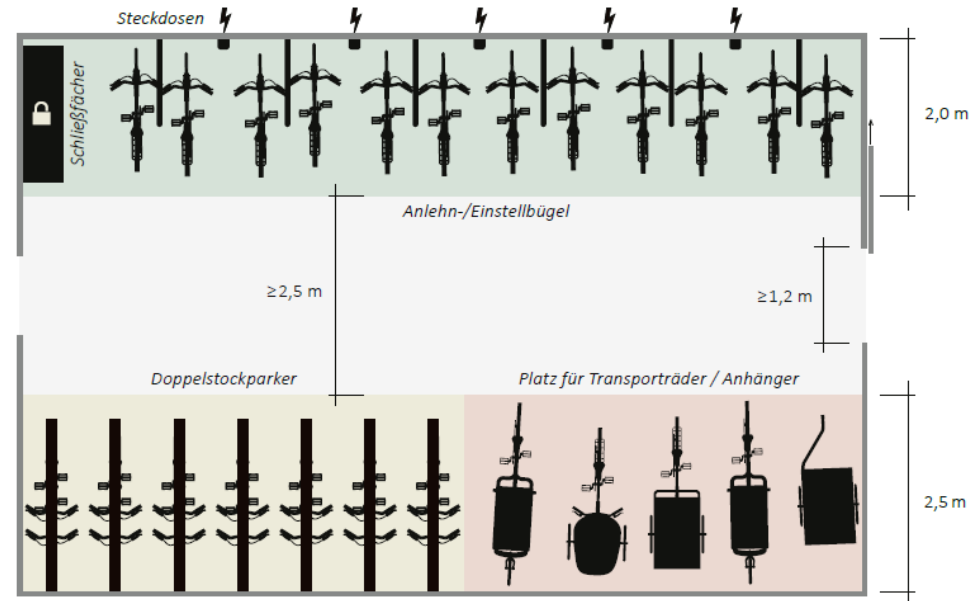 Steckdosen
Schließfächer
2,0 m
Anlehn-/Einstellbügel
≥2,5 m
≥1,2 m
Doppelstockparker
Platz für Transporträder / Anhänger
2,5 m